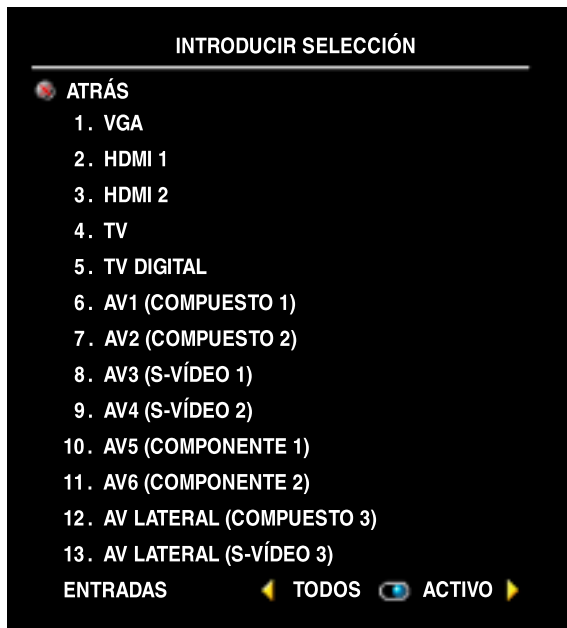 INTRODUCIR SELECCIÓN
ATRÁS
1. VGA
2. HDMI 1
3. HDMI 2
4. TV
5. TV DIGITAL
6. AV1 (COMPUESTO 1)
7. AV2 (COMPUESTO 2)
8. AV3 (S-VÍDEO 1)
9. AV4 (S-VÍDEO 2)
10. AV5 (COMPONENTE 1)
11. AV6 (COMPONENTE 2)
12. AV LATERAL (COMPUESTO 3)
13. AV LATERAL (S-VÍDEO 3)
ENTRADAS TODOS ACTIVO